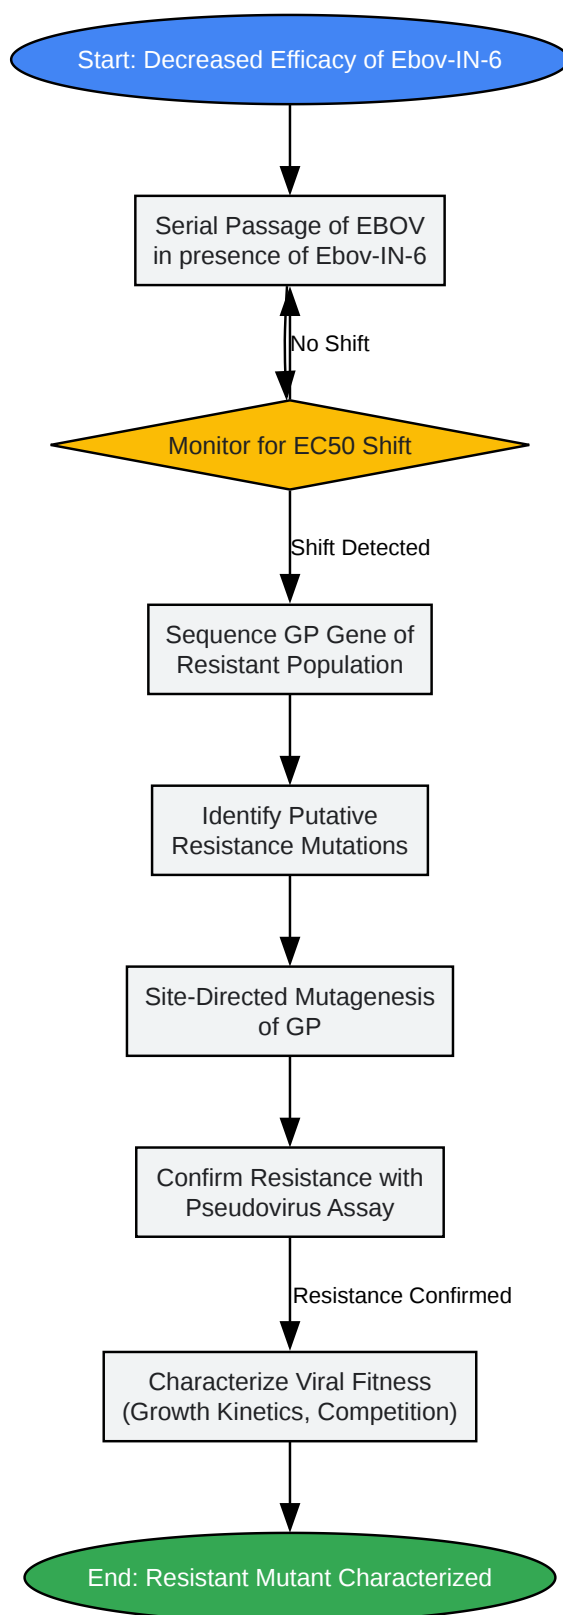 Start: Decreased Efficacy of Ebov-IN-6
Serial Passage of EBOV
in presence of Ebov-IN-6
No Shift
Monitor for EC50 Shift
Shift Detected
Sequence GP Gene of
Resistant Population
Identify Putative
Resistance Mutations
Site-Directed Mutagenesis
of GP
Confirm Resistance with
Pseudovirus Assay
Resistance Confirmed
Characterize Viral Fitness
(Growth Kinetics, Competition)
End: Resistant Mutant Characterized